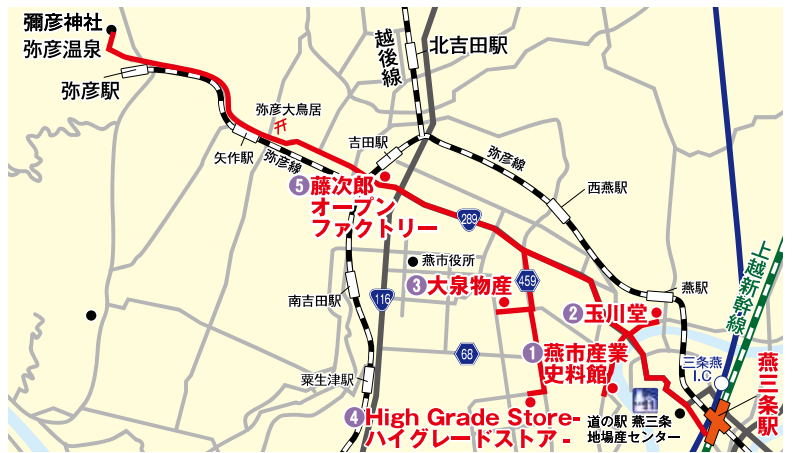 彌彦神社
弥彦温泉
弥彦駅
越後線
北吉田駅
弥彦大鳥居
矢作駅
弥彦線
吉田駅
弥彦線
西燕駅
5 藤次郎
オープン
ファクトリー
289
燕市役所
3 大泉物産
459
南吉田駅
116
2 玉川堂
燕駅
上越新幹線
1 燕市産業
史料館
68
三条燕
I.C
燕三条駅
粟生津駅
4 High Grade Store-
ハイグレードストア -
道の駅 燕三条
地場産センター